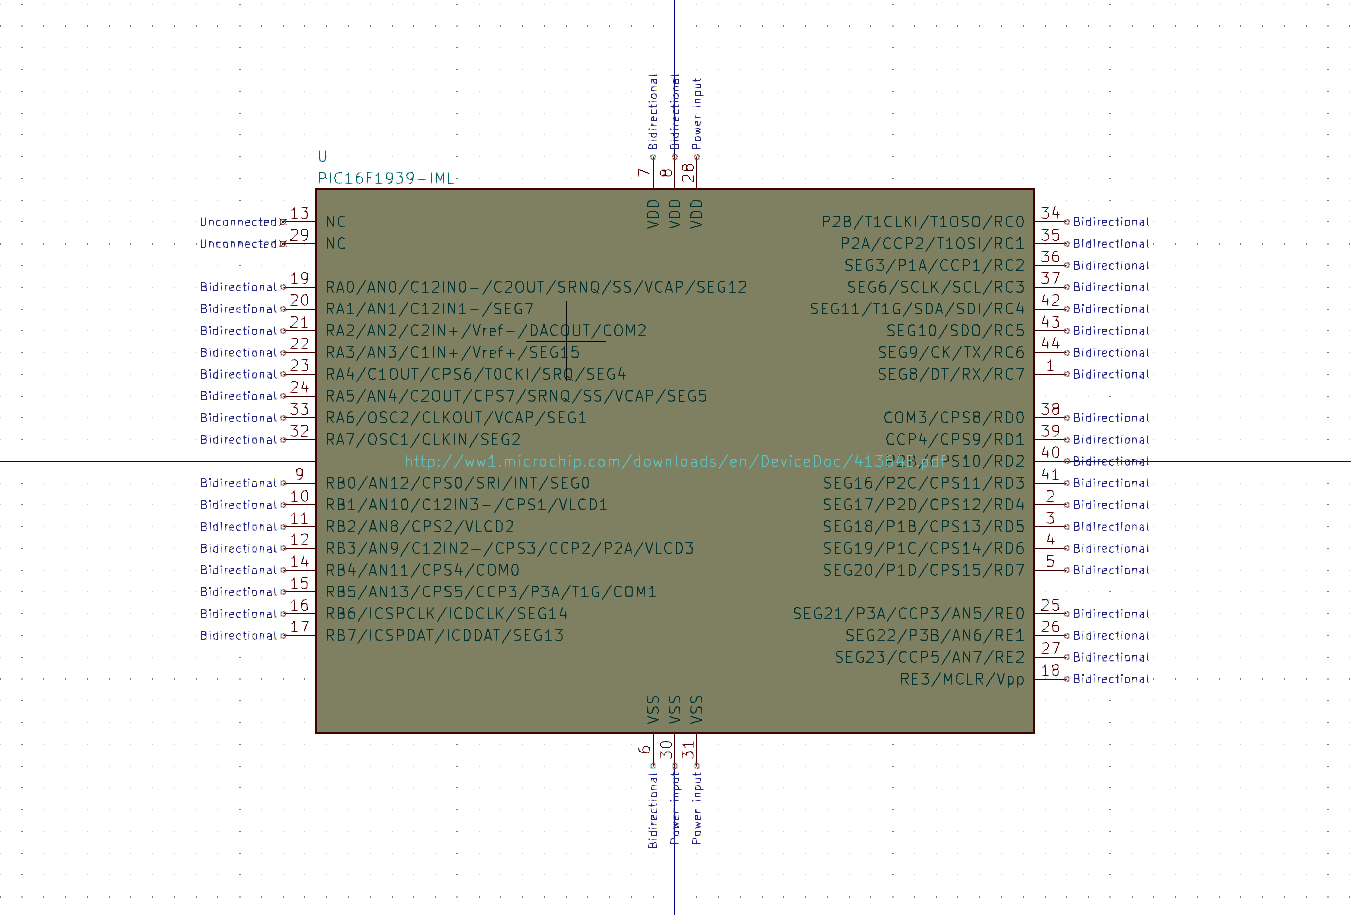 Bidirectional
Bidirectional
Power input
7
8
28
U
PIC16F1939-IML
VDD
VDD
VDD
Unconnected 13 NC
Unconnected 29 NC
Bidirectional 19 RA0/AN0/C12IN0-/C2OUT/SRNQ/SS/VCAP/SEG12
Bidirectional 20 RA1/AN1/C12IN1-/SEG7
Bidirectional 21 RA2/AN2/C2IN+/Vref-/DACOUT/COM2
Bidirectional 22 RA3/AN3/C1IN+/Vref+/SEG15
Bidirectional 23 RA4/C1OUT/CPS6/T0CKI/SRQ/SEG4
Bidirectional 24 RA5/AN4/C2OUT/CPS7/SRNQ/SS/VCAP/SEG5
Bidirectional 33 RA6/OSC2/CLKOUT/VCAP/SEG1
Bidirectional 32 RA7/OSC1/CLKIN/SEG2
Bidirectional 9 RB0/AN12/CPS0/SRI/INT/SEG0
Bidirectional 10 RB1/AN10/C12IN3-/CPS1/VLCD1
Bidirectional 11 RB2/AN8/CPS2/VLCD2
Bidirectional 12 RB3/AN9/C12IN2-/CPS3/CCP2/P2A/VLCD3
Bidirectional 14 RB4/AN11/CPS4/COM0
Bidirectional 15 RB5/AN13/CPS5/CCP3/P3A/T1G/COM1
Bidirectional 16 RB6/ICSPCLK/ICDCLK/SEG14
Bidirectional 17 RB7/ICSPDAT/ICDDAT/SEG13
P2B/T1CLKI/T1OSO/RC0 34 Bidirectional
P2A/CCP2/T1OSI/RC1 35 Bidirectional
SEG3/P1A/CCP1/RC2 36 Bidirectional
SEG6/SCLK/SCL/RC3 37 Bidirectional
SEG11/T1G/SDA/SDI/RC4 42 Bidirectional
SEG10/SDO/RC5 43 Bidirectional
SEG9/CK/TX/RC6 44 Bidirectional
SEG8/DT/RX/RC7 1 Bidirectional
COM3/CPS8/RD0 38 Bidirectional
CCP4/CPS9/RD1 39 Bidirectional
P2B/CPS10/RD2 40 Bidirectional
SEG16/P2C/CPS11/RD3 41 Bidirectional
SEG17/P2D/CPS12/RD4 2 Bidirectional
SEG18/P1B/CPS13/RD5 3 Bidirectional
SEG19/P1C/CPS14/RD6 4 Bidirectional
SEG20/P1D/CPS15/RD7 5 Bidirectional
SEG21/P3A/CCP3/AN5/RE0 25 Bidirectional
SEG22/P3B/AN6/RE1 26 Bidirectional
SEG23/CCP5/AN7/RE2 27 Bidirectional
RE3/MCLR/Vpp 18 Bidirectional
VSS
VSS
VSS
6
30
31
Bidirectional
Power input
Power input